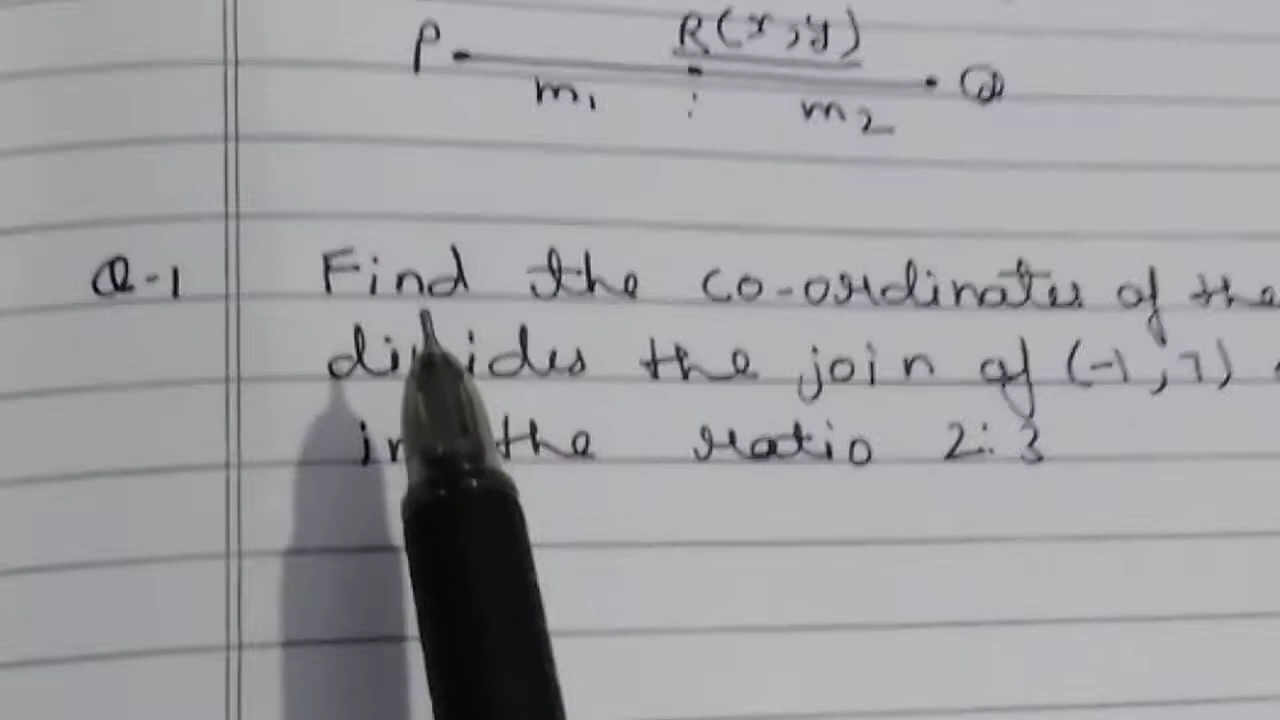 P R(x,y) Q
m1 : m2
Q-1 Find the co-ordinates of the
divides the join of (-1,7)
in the ratio 2:3